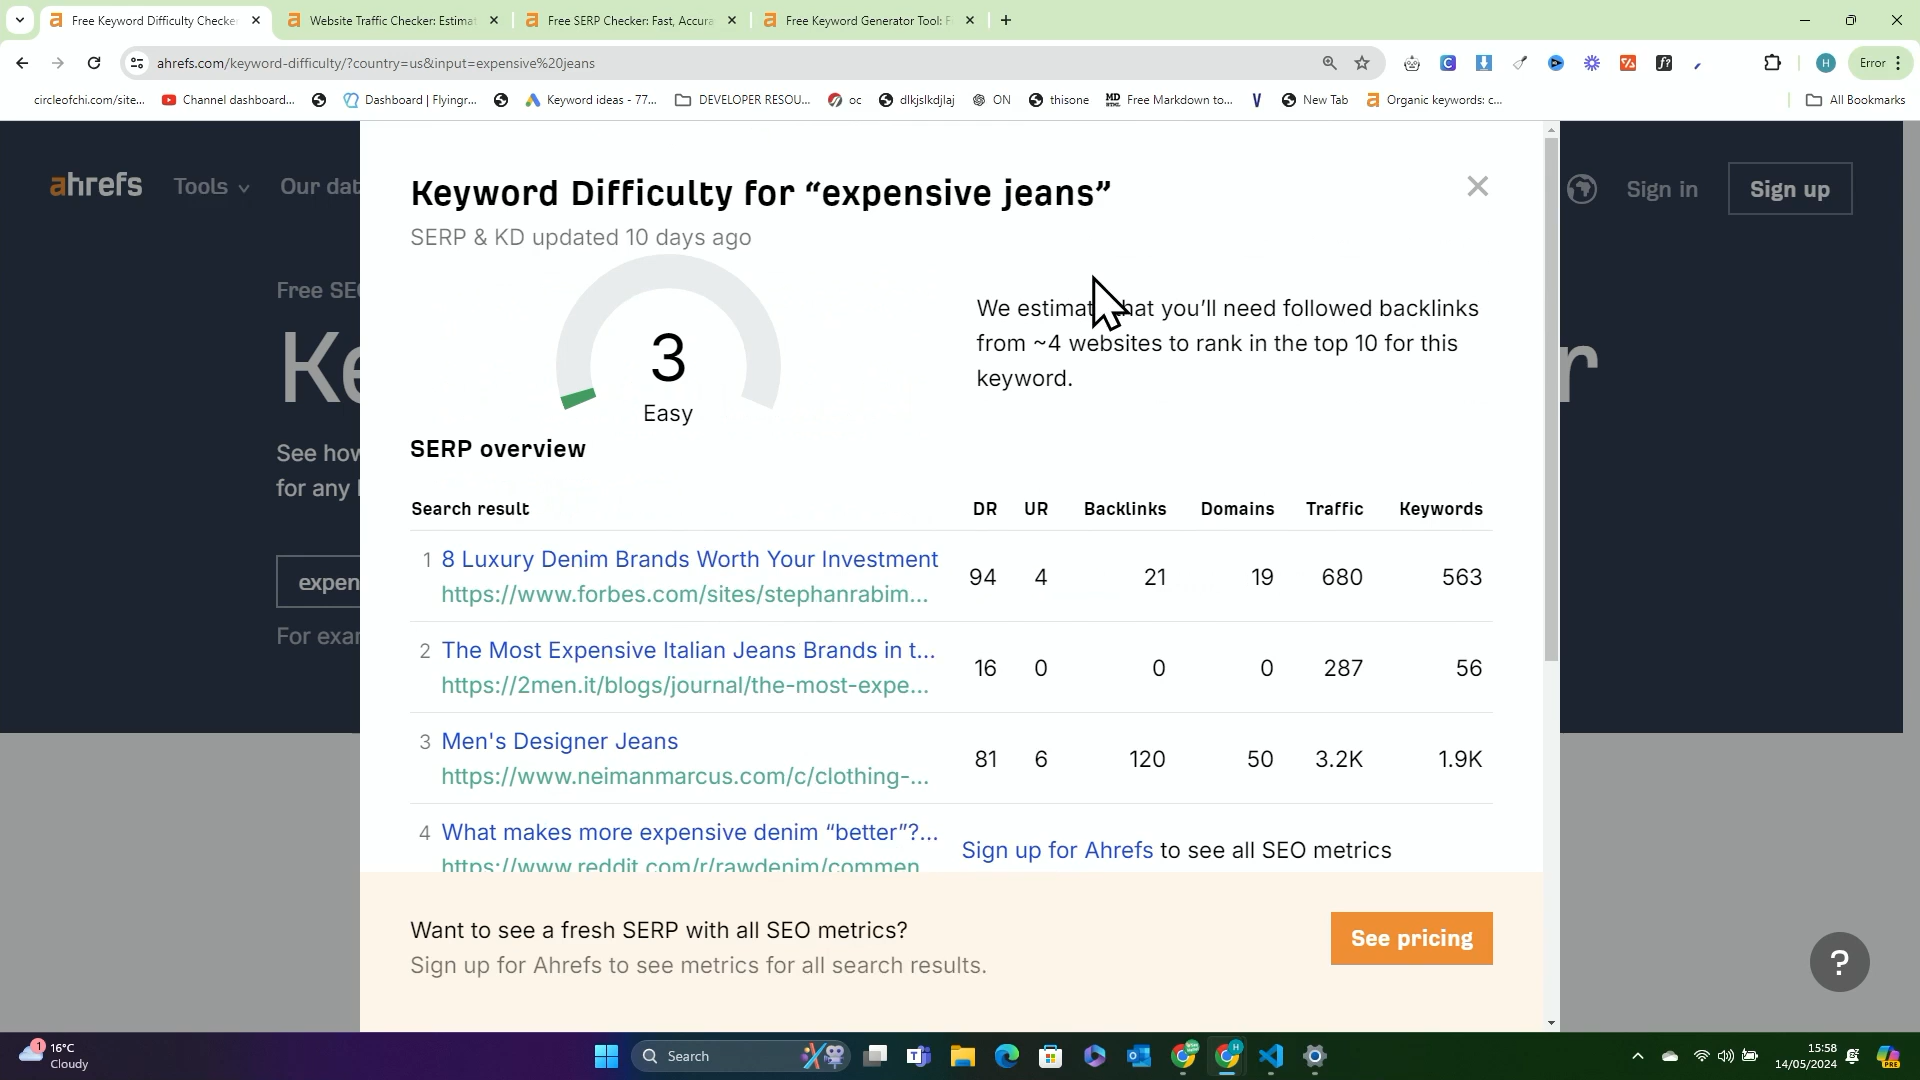 Free Keyword Difficulty Checke
Website Traffic Checker: Estimat
Free SERP Checker: Fast, Accura
Free Keyword Generator Tool: F
ahrefs.com/keyword-difficulty/?country=us&input=expensive%20jeans
Error
circleofchi.com/site...
Channel dashboard...
Dashboard | Flyingr...
Keyword ideas - 77...
DEVELOPER RESOU...
oc
dlkjslkdjlaj
ON
thisone
Free Markdown to...
New Tab
Organic keywords: c...
All Bookmarks
ahrefs
Tools
Our dat
Sign in
Sign up
Free SE
Ke
r
See how
for any
expen
For exa
Keyword Difficulty for “expensive jeans”
SERP & KD updated 10 days ago
3
Easy
We estimat hat you’ll need followed backlinks
from ~4 websites to rank in the top 10 for this
keyword.
SERP overview
Search result DR UR Backlinks Domains Traffic Keywords
1 8 Luxury Denim Brands Worth Your Investment
https://www.forbes.com/sites/stephanrabim...
94 4 21 19 680 563
2 The Most Expensive Italian Jeans Brands in t...
https://2men.it/blogs/journal/the-most-expe...
16 0 0 0 287 56
3 Men's Designer Jeans
https://www.neimanmarcus.com/c/clothing-...
81 6 120 50 3.2K 1.9K
4 What makes more expensive denim “better”?...
https://www.reddit.com/r/rawdenim/commen
Sign up for Ahrefs to see all SEO metrics
Want to see a fresh SERP with all SEO metrics?
Sign up for Ahrefs to see metrics for all search results.
See pricing
?
1
16°C
Cloudy
Search
15:58
14/05/2024